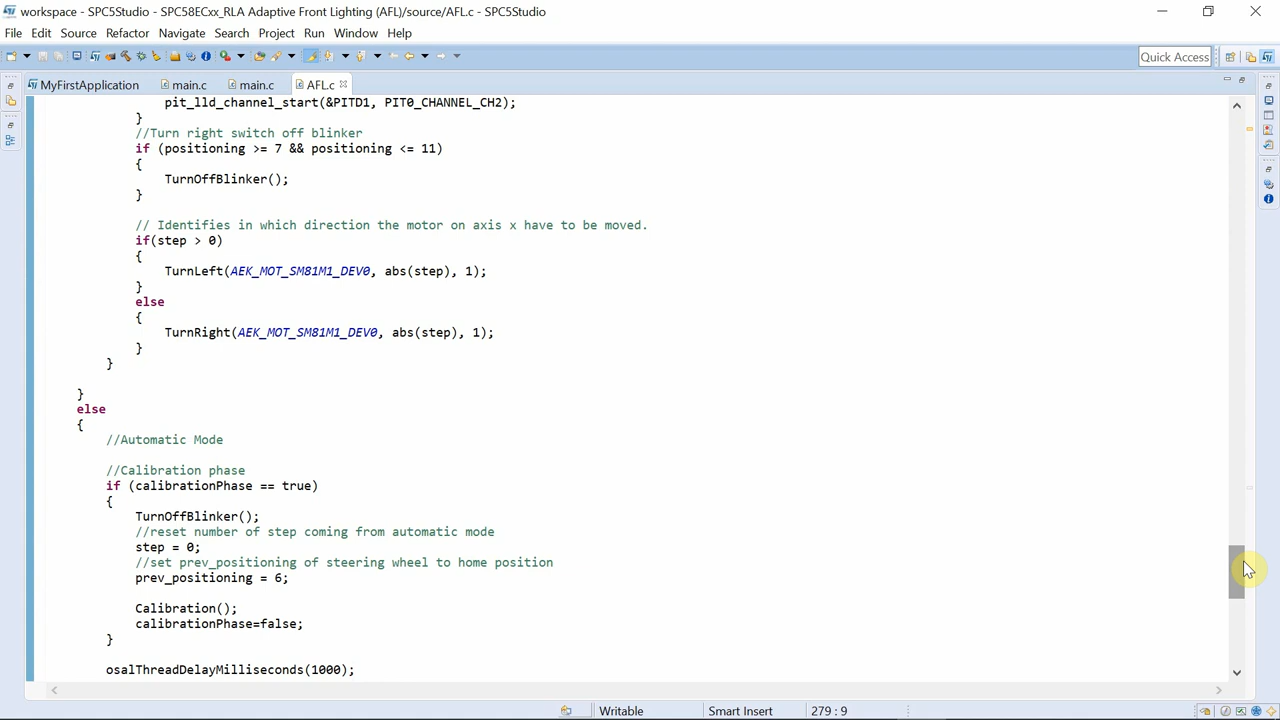 workspace - SPC5Studio - SPC58ECxx_RLA Adaptive Front Lighting (AFL)/source/AFL.c - SPC5Studio
File Edit Source Refactor Navigate Search Project Run Window Help
Quick Access
MyFirstApplication main.c main.c AFL.c
pit_lld_channel_start(&PITD1, PIT0_CHANNEL_CH2);
}
//Turn right switch off blinker
if (positioning >= 7 && positioning <= 11)
{
TurnOffBlinker();
}
// Identifies in which direction the motor on axis x have to be moved.
if(step > 0)
{
TurnLeft(AEK_MOT_SM81M1_DEV0, abs(step), 1);
}
else
{
TurnRight(AEK_MOT_SM81M1_DEV0, abs(step), 1);
}
}
}
else
{
//Automatic Mode
//Calibration phase
if (calibrationPhase == true)
{
TurnOffBlinker();
//reset number of step coming from automatic mode
step = 0;
//set prev_positioning of steering wheel to home position
prev_positioning = 6;
Calibration();
calibrationPhase=false;
}
osalThreadDelayMilliseconds(1000);
Writable Smart Insert 279 : 9